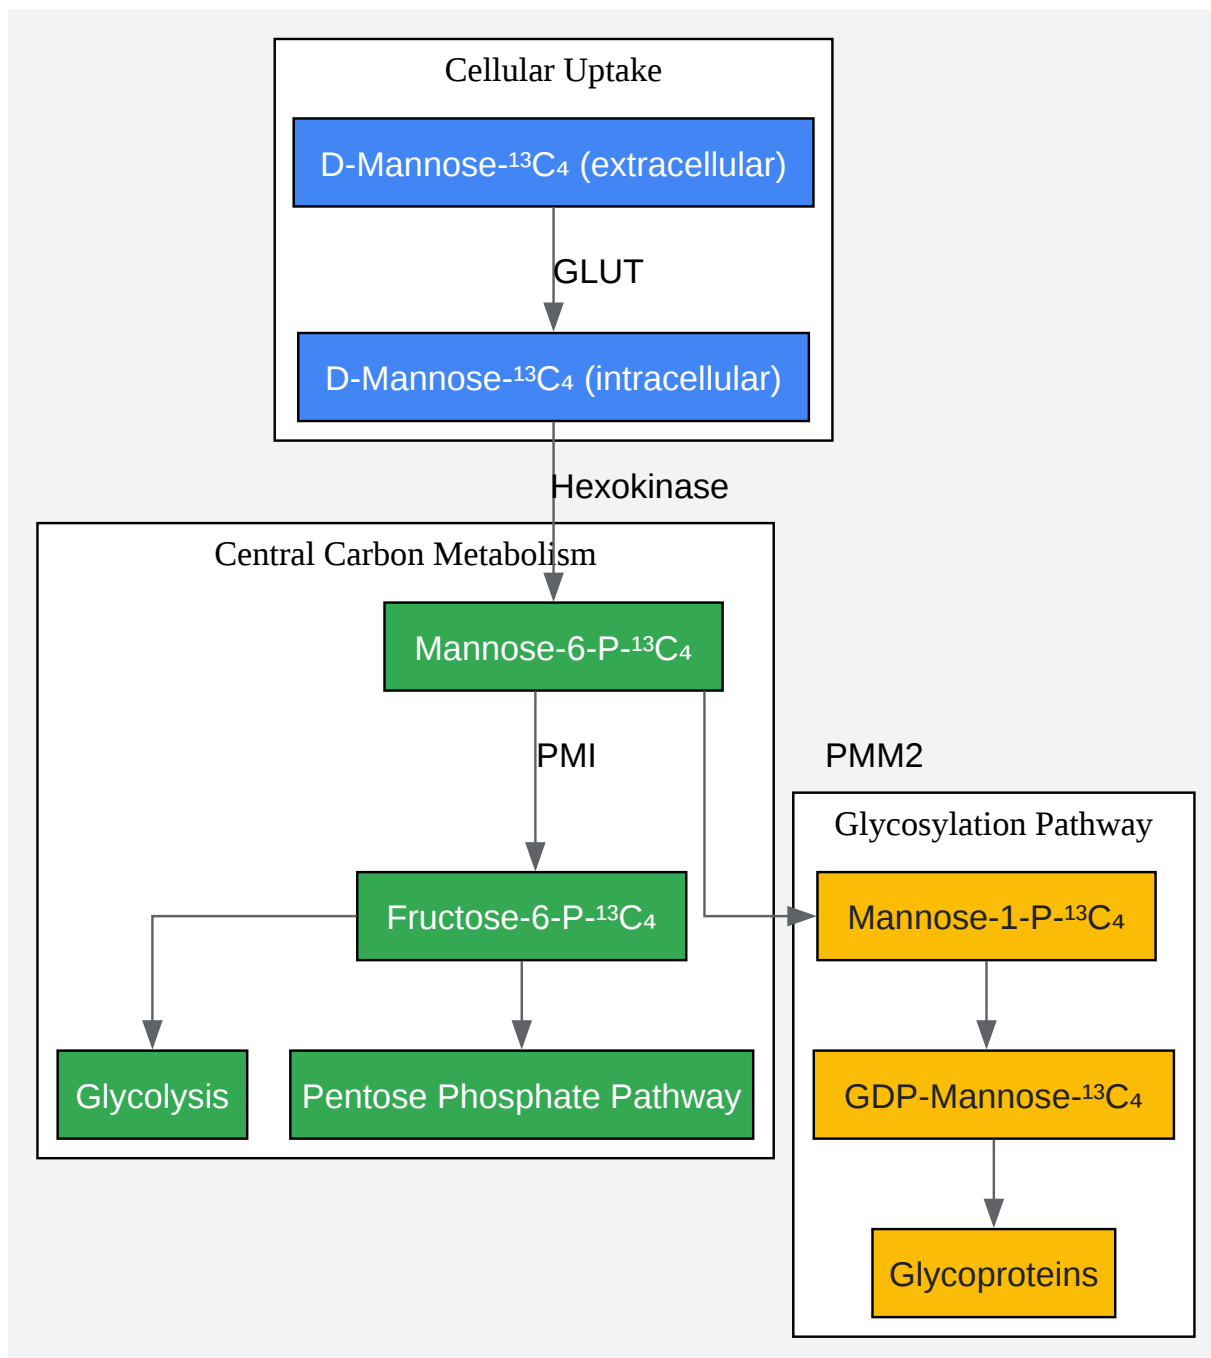 Cellular Uptake
D-Mannose-¹³C₄ (extracellular)
GLUT
D-Mannose-¹³C₄ (intracellular)
Hexokinase
Central Carbon Metabolism
Mannose-6-P-¹³C₄
PMI
PMM2
Glycosylation Pathway
Fructose-6-P-¹³C₄
Mannose-1-P-¹³C₄
Glycolysis
Pentose Phosphate Pathway
GDP-Mannose-¹³C₄
Glycoproteins